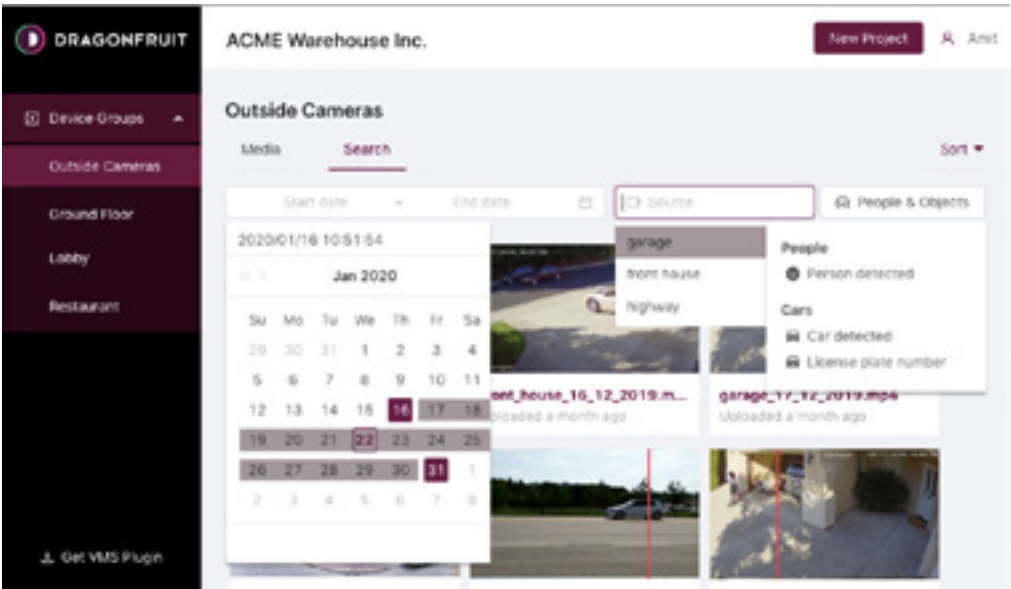 DRAGONFRUIT
ACME Warehouse Inc.
New Project
Amit
Device Groups
Outside Cameras
Ground Floor
Lobby
Restaurant
Get VMS Plugin
Outside Cameras
Media
Search
Sort
Start date
~
End date
Source
People & Objects
2020/01/16 10:51:54
Jan 2020
Su Mo Tu We Th Fr Sa
29 30 31 1 2 3 4
5 6 7 8 9 10 11
12 13 14 15 16 17 18
19 20 21 22 23 24 25
26 27 28 29 30 31 1
2 3 4 5 6 7 8
garage
front house
highway
People
Person detected
Cars
Car detected
License plate number
ont_house_16_12_2019.m...
ploaded a month ago
garage_17_12_2019.mp4
Uploaded a month ago